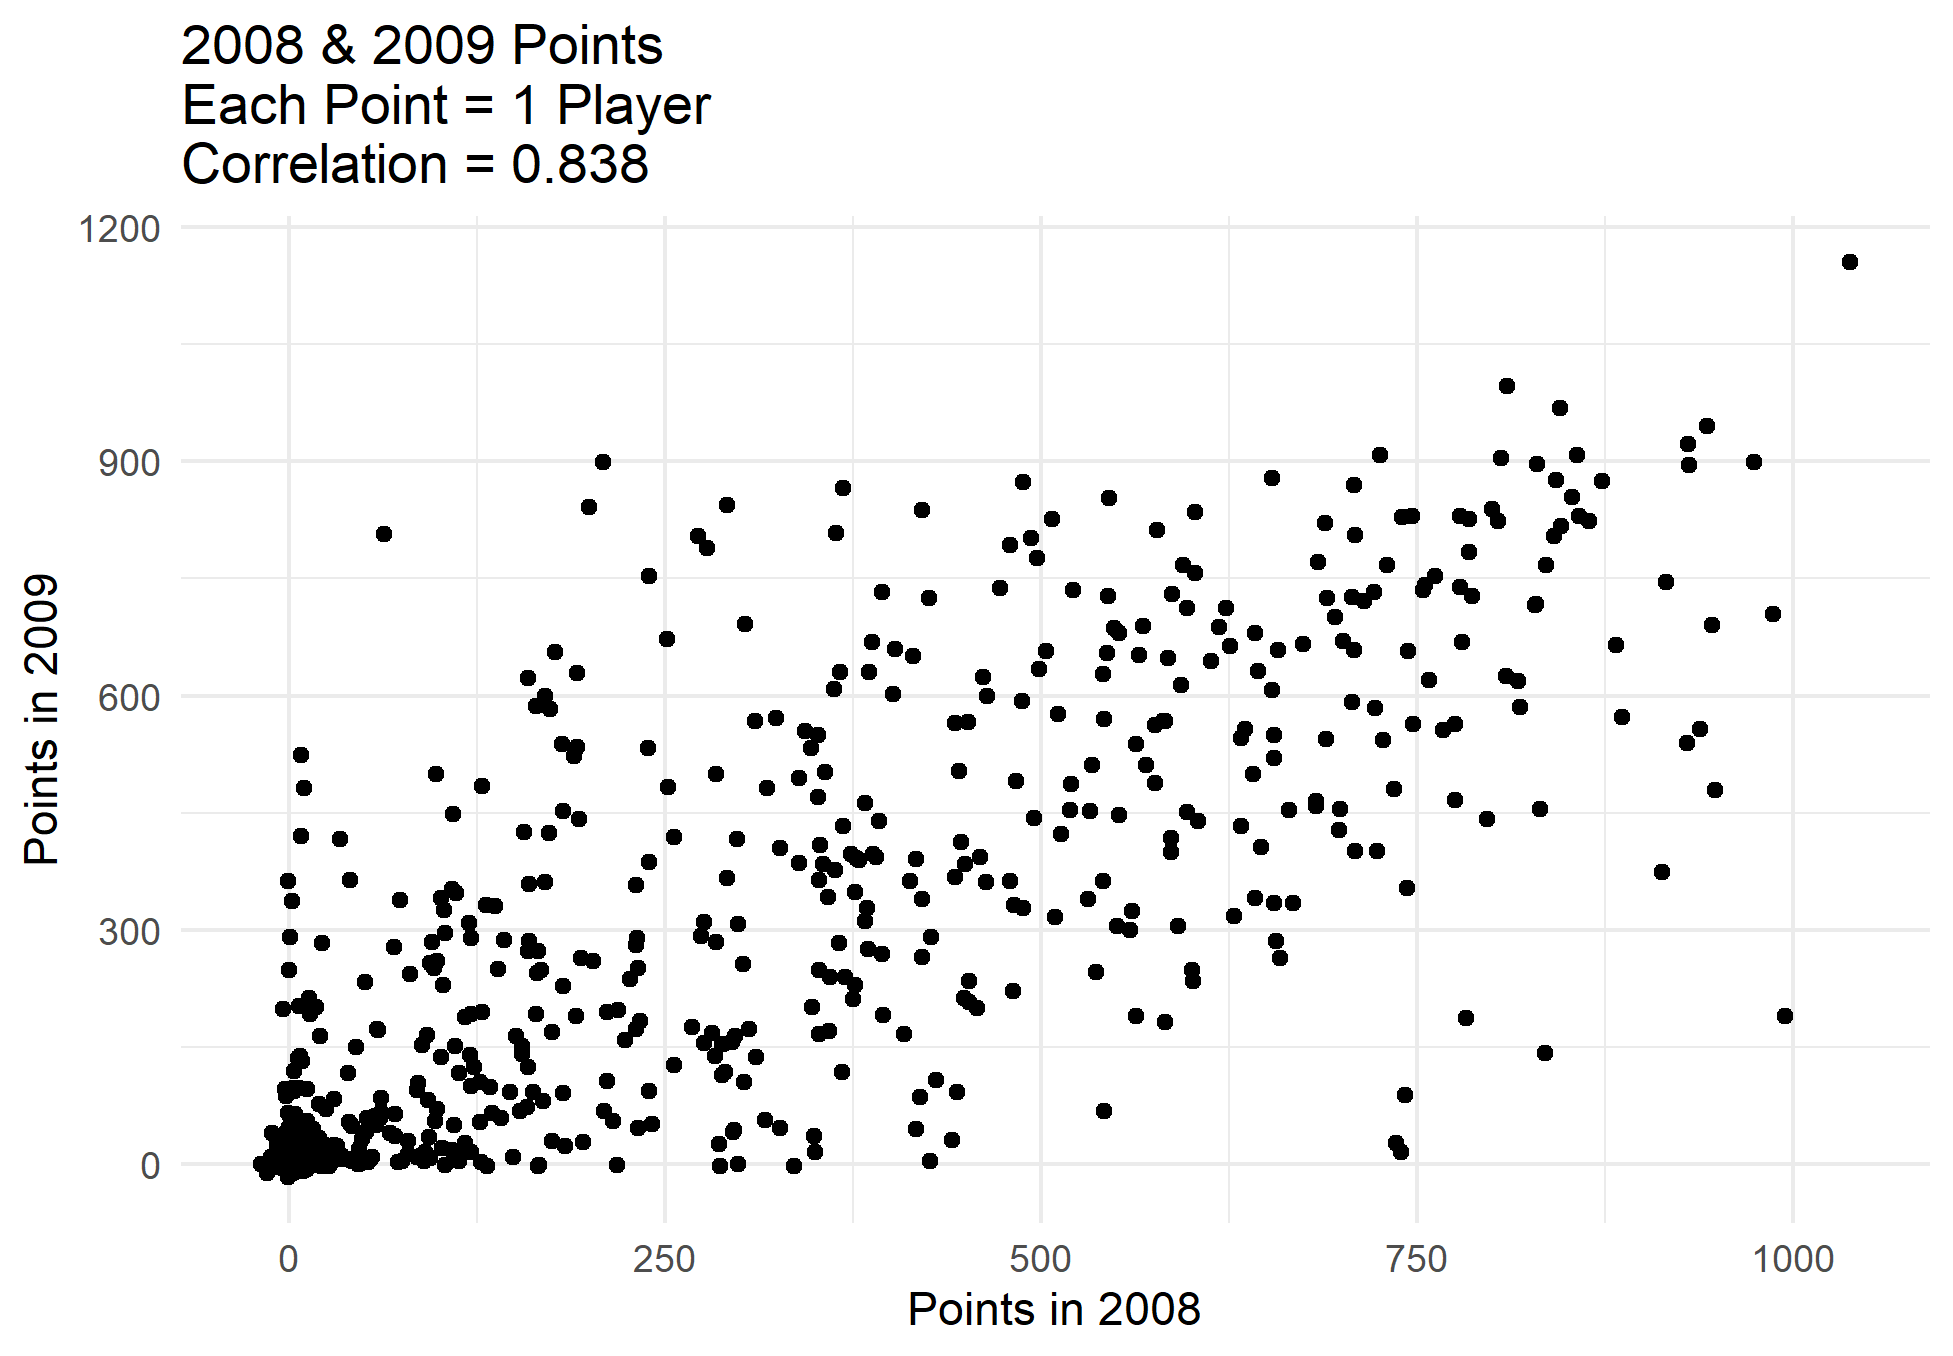 2008 & 2009 Points
Each Point = 1 Player
Correlation = 0.838
1200
900
600
300
0
Points in 2009
0
250
500
750
1000
Points in 2008